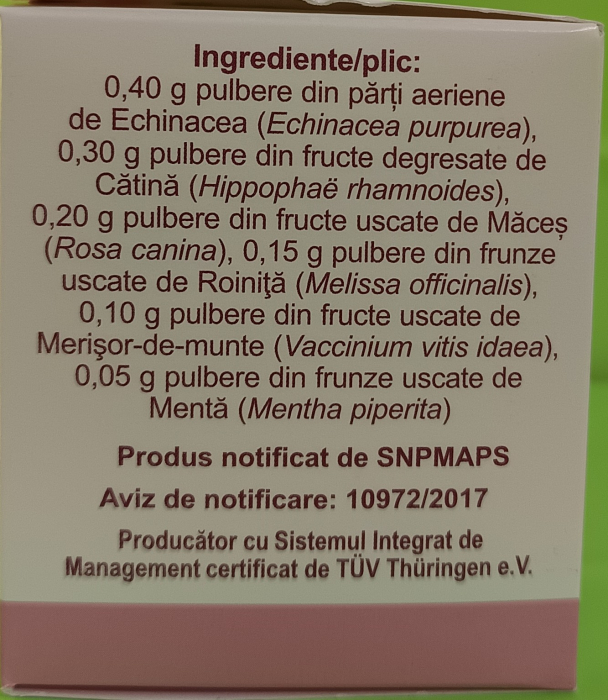 Ingrediente/plic:
0,40 g pulbere din părți aeriene
de Echinacea (Echinacea purpurea),
0,30 g pulbere din fructe degresate de
Cătină (Hippophaë rhamnoides),
0,20 g pulbere din fructe uscate de Măceș
(Rosa canina), 0,15 g pulbere din frunze
uscate de Roiniţă (Melissa officinalis),
0,10 g pulbere din fructe uscate de
Merişor-de-munte (Vaccinium vitis idaea),
0,05 g pulbere din frunze uscate de
Mentă (Mentha piperita)
Produs notificat de SNPMAPS
Aviz de notificare: 10972/2017
Producător cu Sistemul Integrat de
Management certificat de TÜV Thüringen e.V.